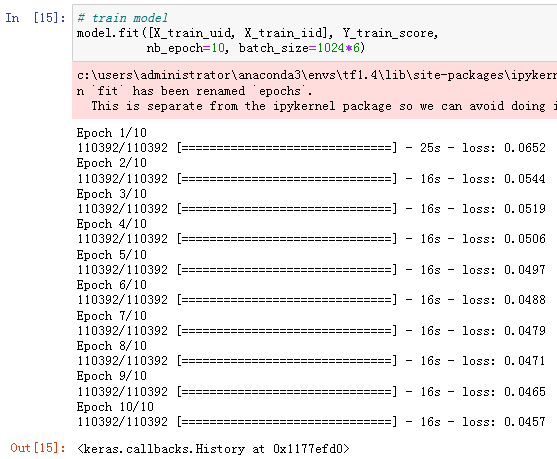 In [15]:
# train model
model.fit([X_train_uid, X_train_iid], Y_train_score,
nb_epoch=10, batch_size=1024*6)
c:\users\administrator\anaconda3\envs\tf1.4\lib\site-packages\ipyker
n `fit` has been renamed `epochs`.
This is separate from the ipykernel package so we can avoid doing i
Epoch 1/10
110392/110392 [==============================] - 25s - loss: 0.0652
Epoch 2/10
110392/110392 [==============================] - 16s - loss: 0.0544
Epoch 3/10
110392/110392 [==============================] - 16s - loss: 0.0519
Epoch 4/10
110392/110392 [==============================] - 16s - loss: 0.0506
Epoch 5/10
110392/110392 [==============================] - 16s - loss: 0.0497
Epoch 6/10
110392/110392 [==============================] - 16s - loss: 0.0488
Epoch 7/10
110392/110392 [==============================] - 16s - loss: 0.0479
Epoch 8/10
110392/110392 [==============================] - 16s - loss: 0.0471
Epoch 9/10
110392/110392 [==============================] - 16s - loss: 0.0465
Epoch 10/10
110392/110392 [==============================] - 16s - loss: 0.0457
Out[15]: <keras.callbacks.History at 0x1177efd0>